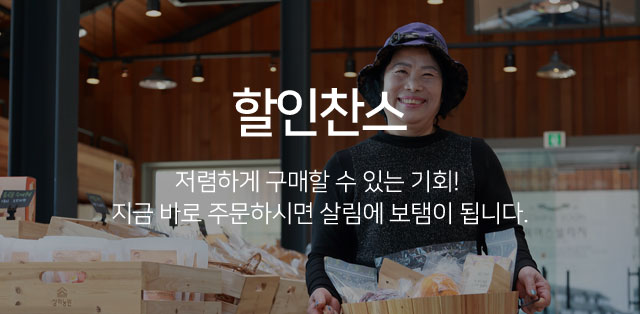 할인찬스
저렴하게 구매할 수 있는 기회!
지금 바로 주문하시면 살림에 보탬이 됩니다.